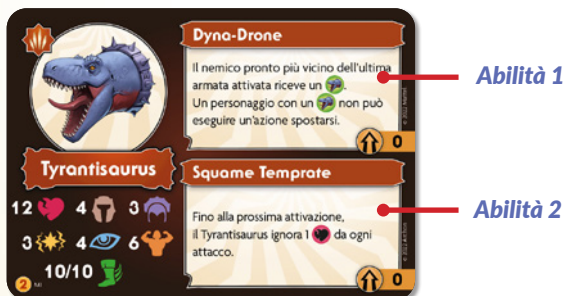 Dyna-Drone
Il nemico pronto più vicino dell'ultima
armata attivata riceve un .
Un personaggio con un non può
eseguire un'azione spostarsi.
0
Abilità 1
Tyrantisaurus
12 4 3
3 4 6
10/10
2
Squame Temprate
Fino alla prossima attivazione,
il Tyrantisaurus ignora 1 da ogni
attacco.
0
Abilità 2